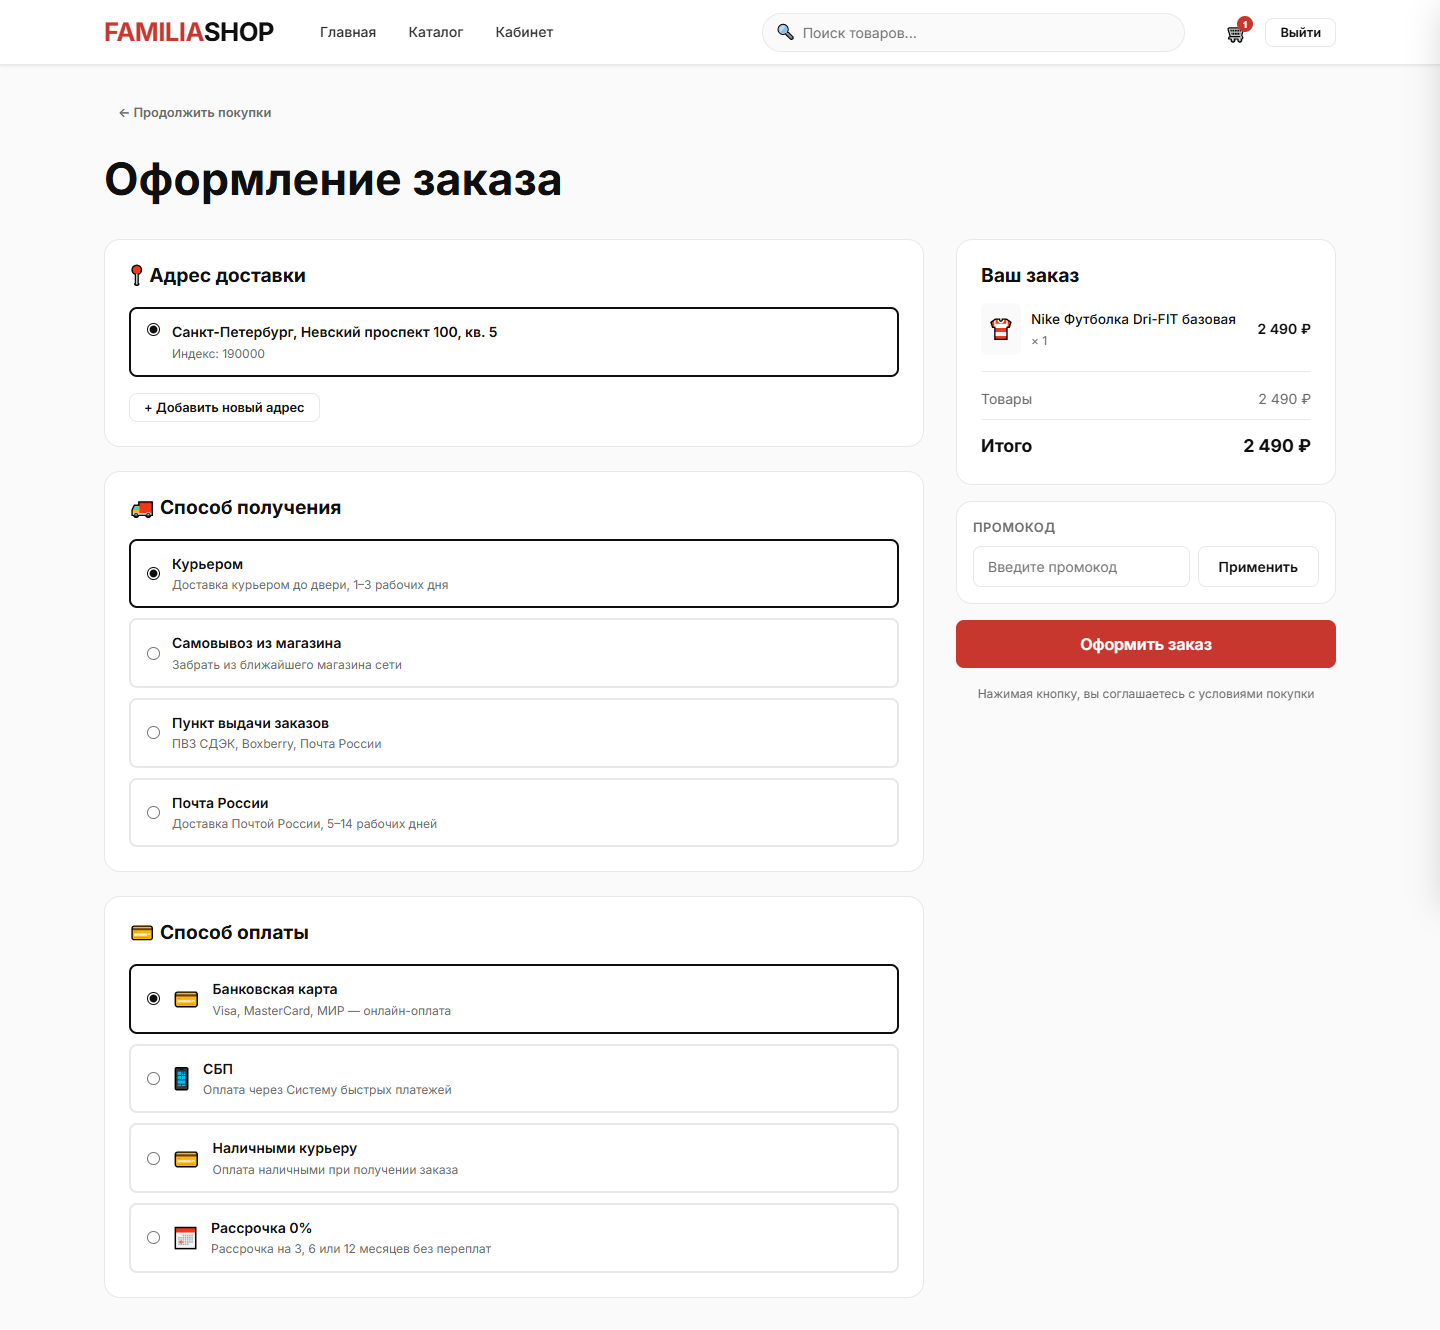 FAMILIASHOP
Главная
Каталог
Кабинет
Поиск товаров...
1
Выйти
← Продолжить покупки
Оформление заказа
Адрес доставки
Санкт-Петербург, Невский проспект 100, кв. 5
Индекс: 190000
+ Добавить новый адрес
Способ получения
Курьером
Доставка курьером до двери, 1–3 рабочих дня
Самовывоз из магазина
Забрать из ближайшего магазина сети
Пункт выдачи заказов
ПВЗ СДЭК, Boxberry, Почта России
Почта России
Доставка Почтой России, 5–14 рабочих дней
Способ оплаты
Банковская карта
Visa, MasterCard, МИР — онлайн-оплата
СБП
Оплата через Систему быстрых платежей
Наличными курьеру
Оплата наличными при получении заказа
Рассрочка 0%
Рассрочка на 3, 6 или 12 месяцев без переплат
Ваш заказ
Nike Футболка Dri-FIT базовая
× 1
2 490 ₽
Товары 2 490 ₽
Итого 2 490 ₽
ПРОМОКОД
Введите промокод
Применить
Оформить заказ
Нажимая кнопку, вы соглашаетесь с условиями покупки